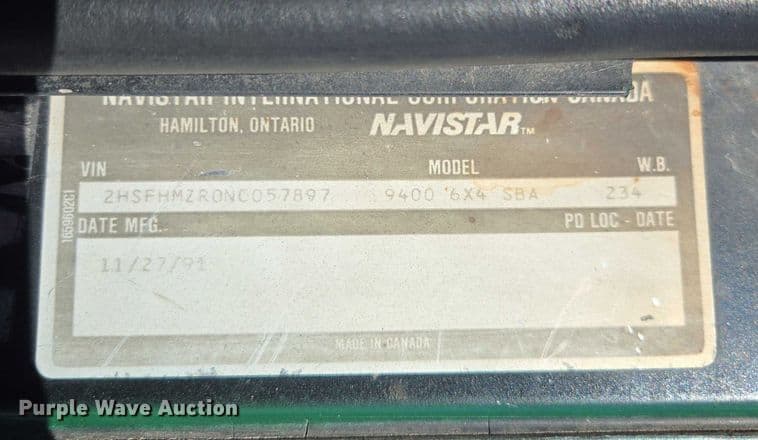 NAVISTAR INTERNATIONAL CORPORATION CANADA
HAMILTON, ONTARIO NAVISTAR™
VIN MODEL W.B.
2HSFHMZR0NC057897 9400 6X4 SBA 234
1659602C1
DATE MFG. PD LOC - DATE
11/27/91
MADE IN CANADA
Purple Wave Auction